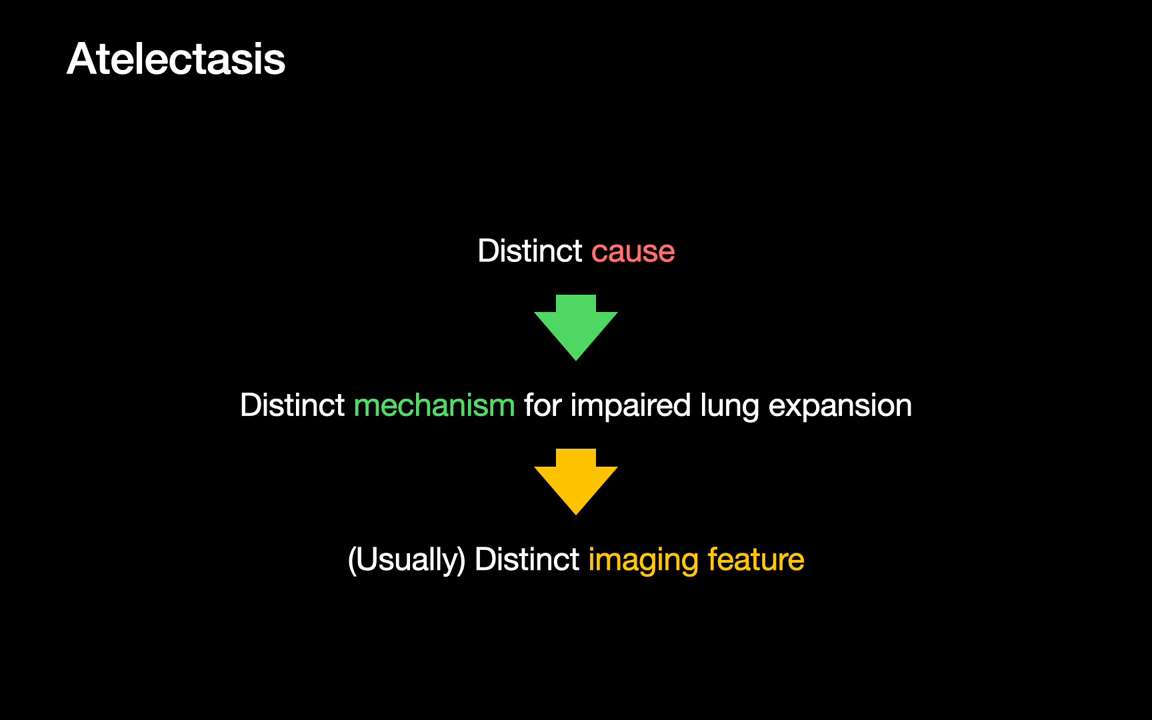 Atelectasis
Distinct cause
Distinct mechanism for impaired lung expansion
(Usually) Distinct imaging feature